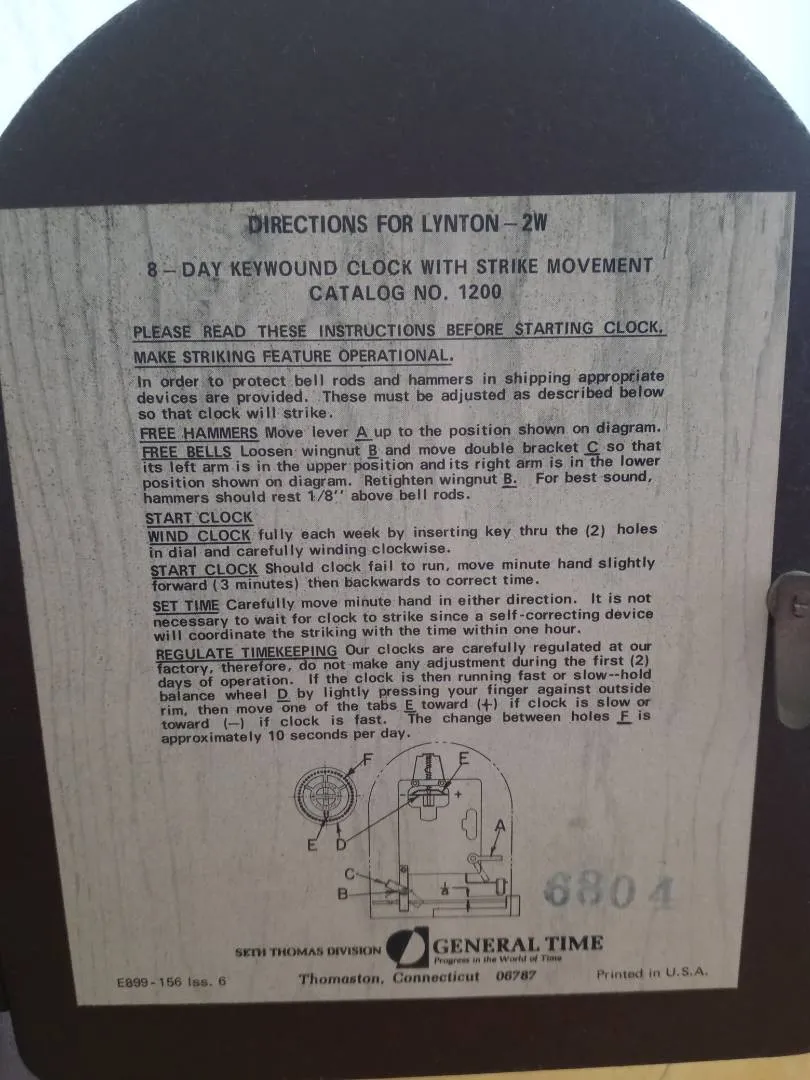 DIRECTIONS FOR LYNTON – 2W
8 – DAY KEYWOUND CLOCK WITH STRIKE MOVEMENT
CATALOG NO. 1200
PLEASE READ THESE INSTRUCTIONS BEFORE STARTING CLOCK.
MAKE STRIKING FEATURE OPERATIONAL.
In order to protect bell rods and hammers in shipping appropriate
devices are provided. These must be adjusted as described below
so that clock will strike.
FREE HAMMERS Move lever A up to the position shown on diagram.
FREE BELLS Loosen wingnut B and move double bracket C so that
its left arm is in the upper position and its right arm is in the lower
position shown on diagram. Retighten wingnut B. For best sound,
hammers should rest 1/8'' above bell rods.
START CLOCK
WIND CLOCK fully each week by inserting key thru the (2) holes
in dial and carefully winding clockwise.
START CLOCK Should clock fail to run, move minute hand slightly
forward (3 minutes) then backwards to correct time.
SET TIME Carefully move minute hand in either direction. It is not
necessary to wait for clock to strike since a self-correcting device
will coordinate the striking with the time within one hour.
REGULATE TIMEKEEPING Our clocks are carefully regulated at our
factory, therefore, do not make any adjustment during the first (2)
days of operation. If the clock is then running fast or slow--hold
balance wheel D by lightly pressing your finger against outside
rim, then move one of the tabs E toward (+) if clock is slow or
toward (–) if clock is fast. The change between holes F is
approximately 10 seconds per day.
F
E
– +
A
E D
C
B
1/8
6804
SETH THOMAS DIVISION GENERAL TIME
Progress in the World of Time
Thomaston, Connecticut 06787
E899-156 Iss. 6
Printed in U.S.A.